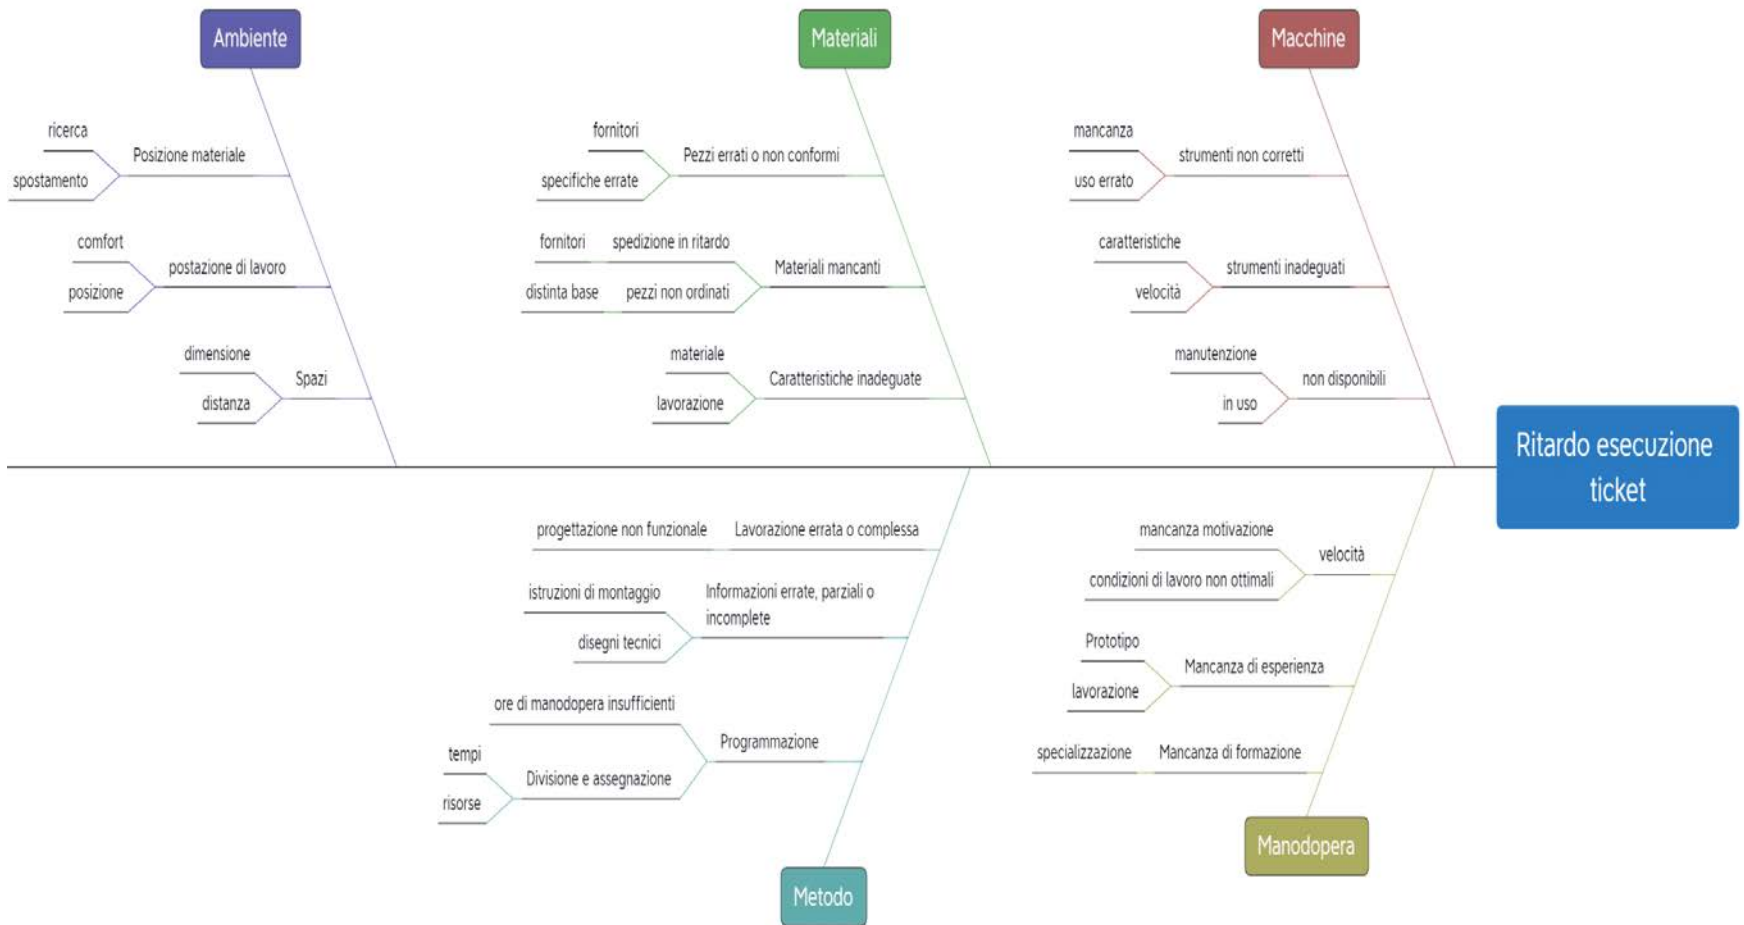 Ambiente
ricerca
spostamento
Posizione materiale
comfort
posizione
postazione di lavoro
dimensione
distanza
Spazi
Materiali
fornitori
specifiche errate
Pezzi errati o non conformi
fornitori
spedizione in ritardo
distinta base
pezzi non ordinati
Materiali mancanti
materiale
lavorazione
Caratteristiche inadeguate
Macchine
mancanza
uso errato
strumenti non corretti
caratteristiche
velocità
strumenti inadeguati
manutenzione
in uso
non disponibili
Ritardo esecuzione
ticket
progettazione non funzionale
Lavorazione errata o complessa
istruzioni di montaggio
disegni tecnici
Informazioni errate, parziali o
incomplete
ore di manodopera insufficienti
tempi
risorse
Divisione e assegnazione
Programmazione
Metodo
mancanza motivazione
condizioni di lavoro non ottimali
velocità
Prototipo
lavorazione
Mancanza di esperienza
specializzazione
Mancanza di formazione
Manodopera